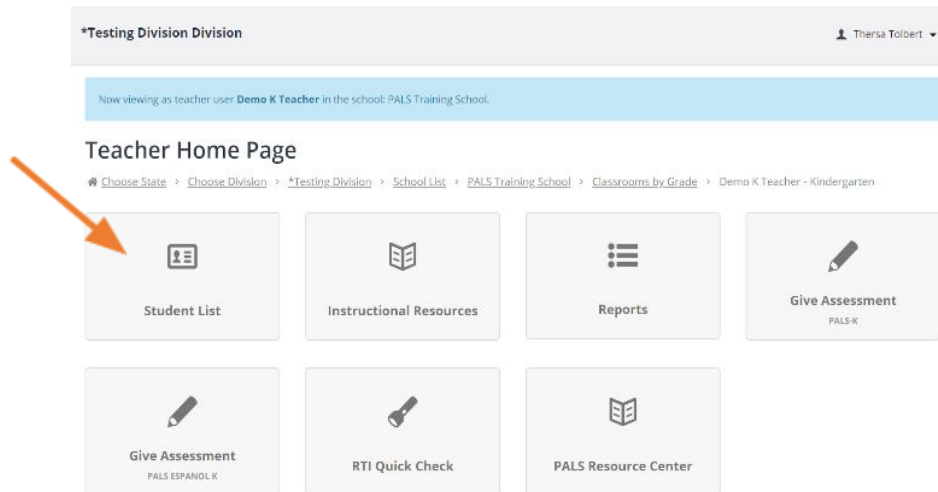 *Testing Division Division
Thersa Tolbert
Now viewing as teacher user Demo K Teacher in the school: PALS Training School.
Teacher Home Page
Choose State > Choose Division > *Testing Division > School List > PALS Training School > Classrooms by Grade > Demo K Teacher - Kindergarten
Student List
Instructional Resources
Reports
Give Assessment
PALS-K
Give Assessment
PALS ESPANOL K
RTI Quick Check
PALS Resource Center